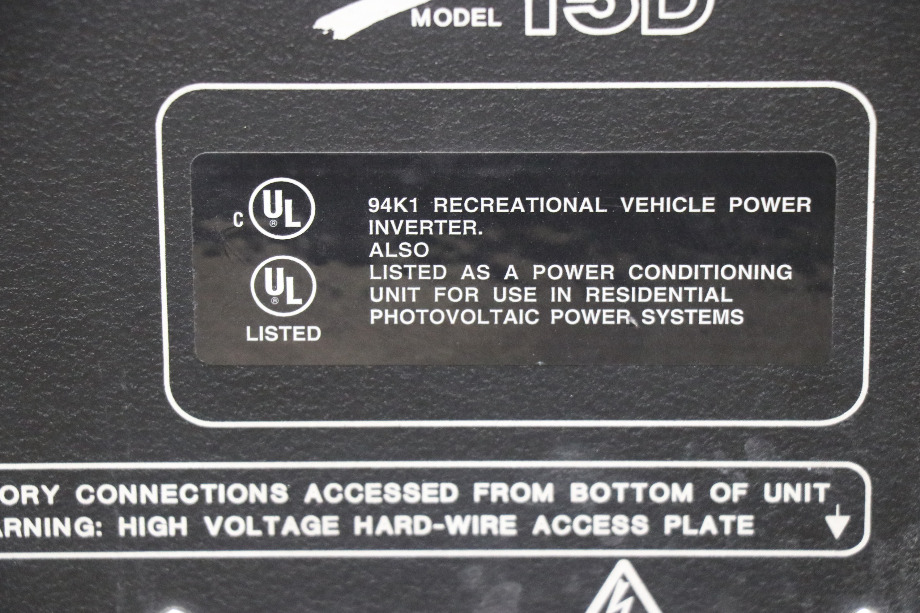 MODEL 15D
C UL ®
94K1 RECREATIONAL VEHICLE POWER
INVERTER.
ALSO
LISTED AS A POWER CONDITIONING
UNIT FOR USE IN RESIDENTIAL
PHOTOVOLTAIC POWER SYSTEMS
UL ®
LISTED
ORY CONNECTIONS ACCESSED FROM BOTTOM OF UNIT
ARNING: HIGH VOLTAGE HARD-WIRE ACCESS PLATE